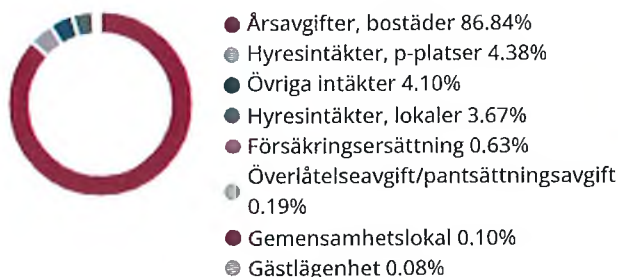 Årsavgifter, bostäder 86.84%
Hyresintäkter, p-platser 4.38%
Övriga intäkter 4.10%
Hyresintäkter, lokaler 3.67%
Försäkringsersättning 0.63%
Överlåtelseavgift/pantsättningsavgift
0.19%
Gemensamhetslokal 0.10%
Gästlägenhet 0.08%